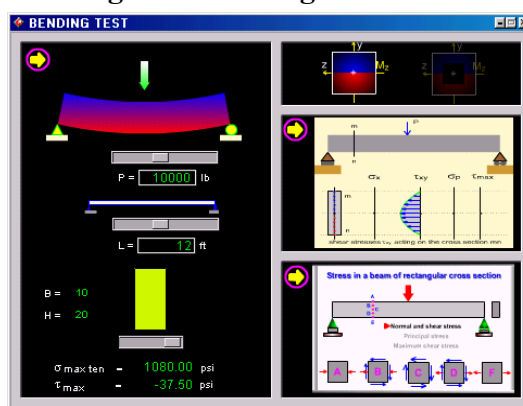 BENDING TEST
P = 10000 lb
L = 12 ft
B = 10
H = 20
σ max ten = 1080.00 psi
τ max = -37.50 psi
y
z
Mz
P
m
n
σx τxy σp τmax
m
n
shear stresses τxy acting on the cross section mn
Stress in a beam of rectangular cross section
A
B
C
D
E
Normal and shear stress
Principal stress
Maximum shear stress
A B C D F